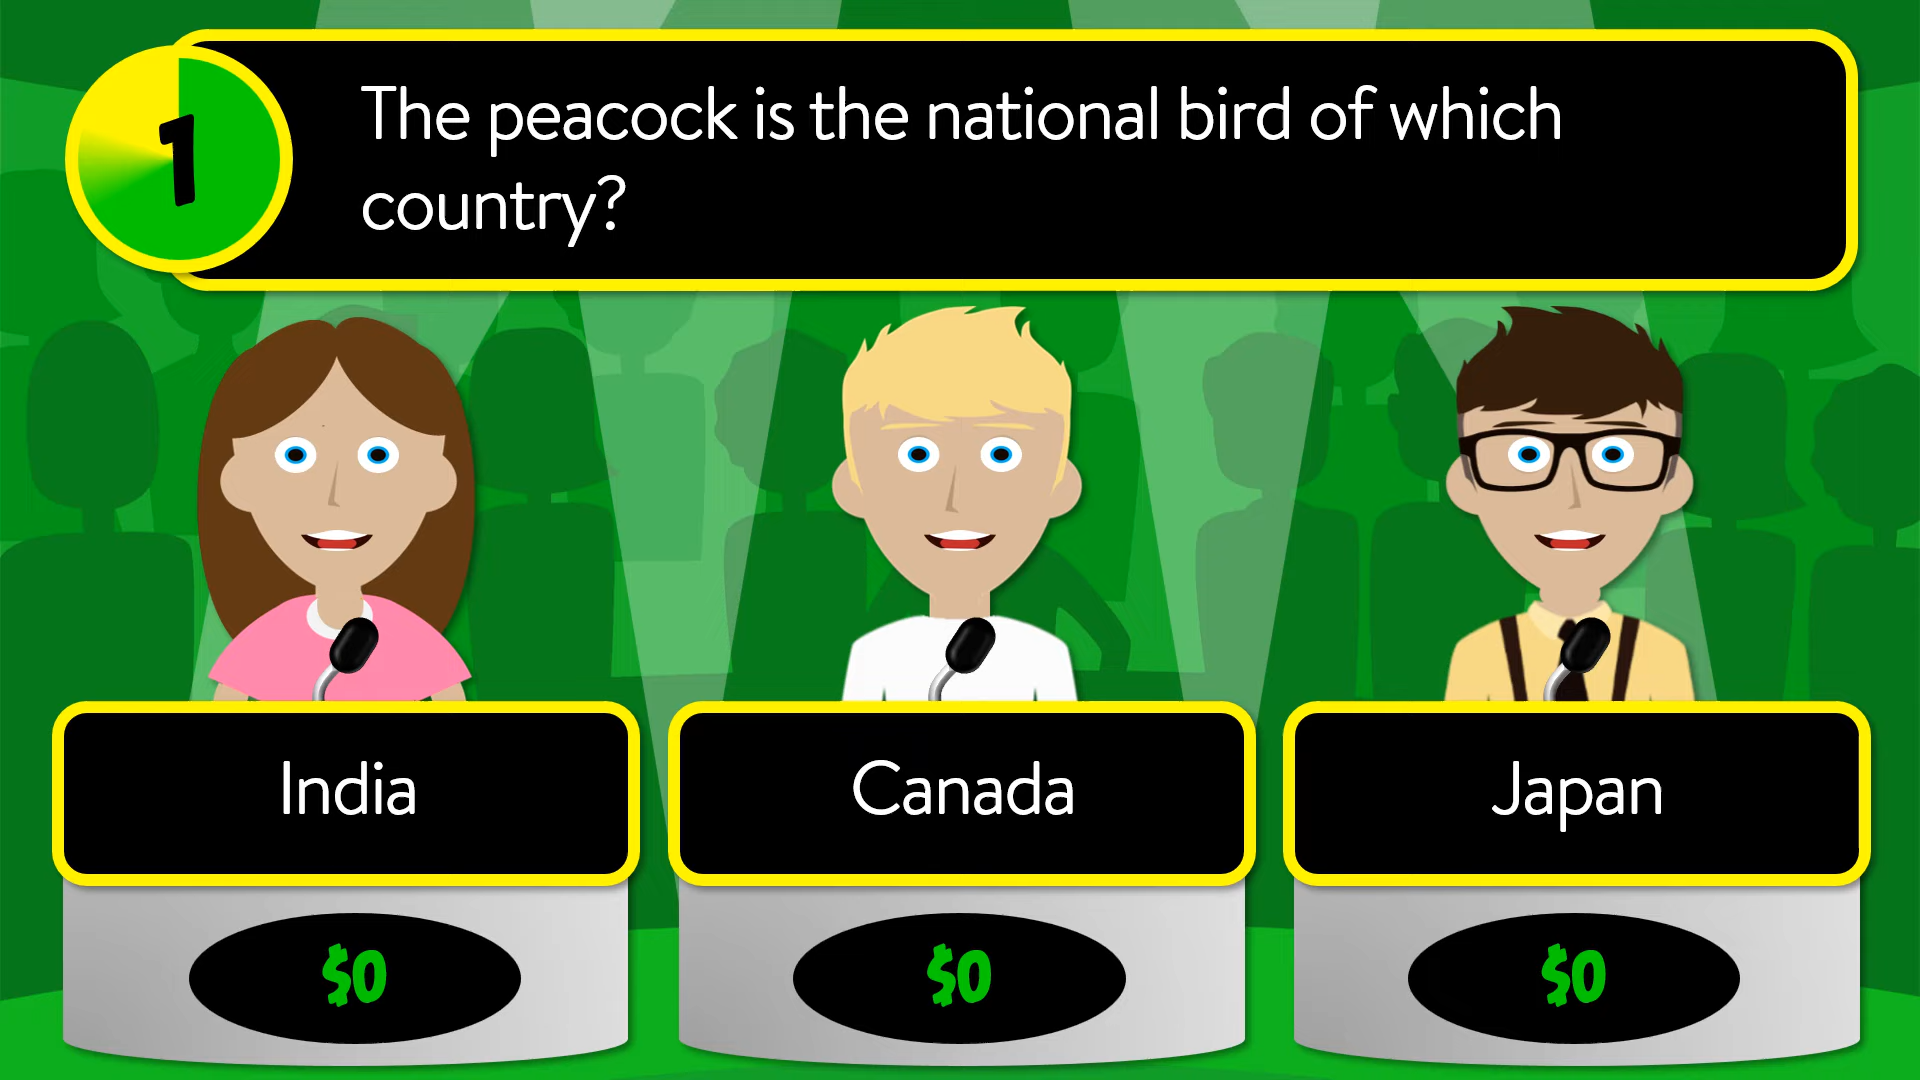 1
The peacock is the national bird of which
country?
India
Canada
Japan
$0
$0
$0